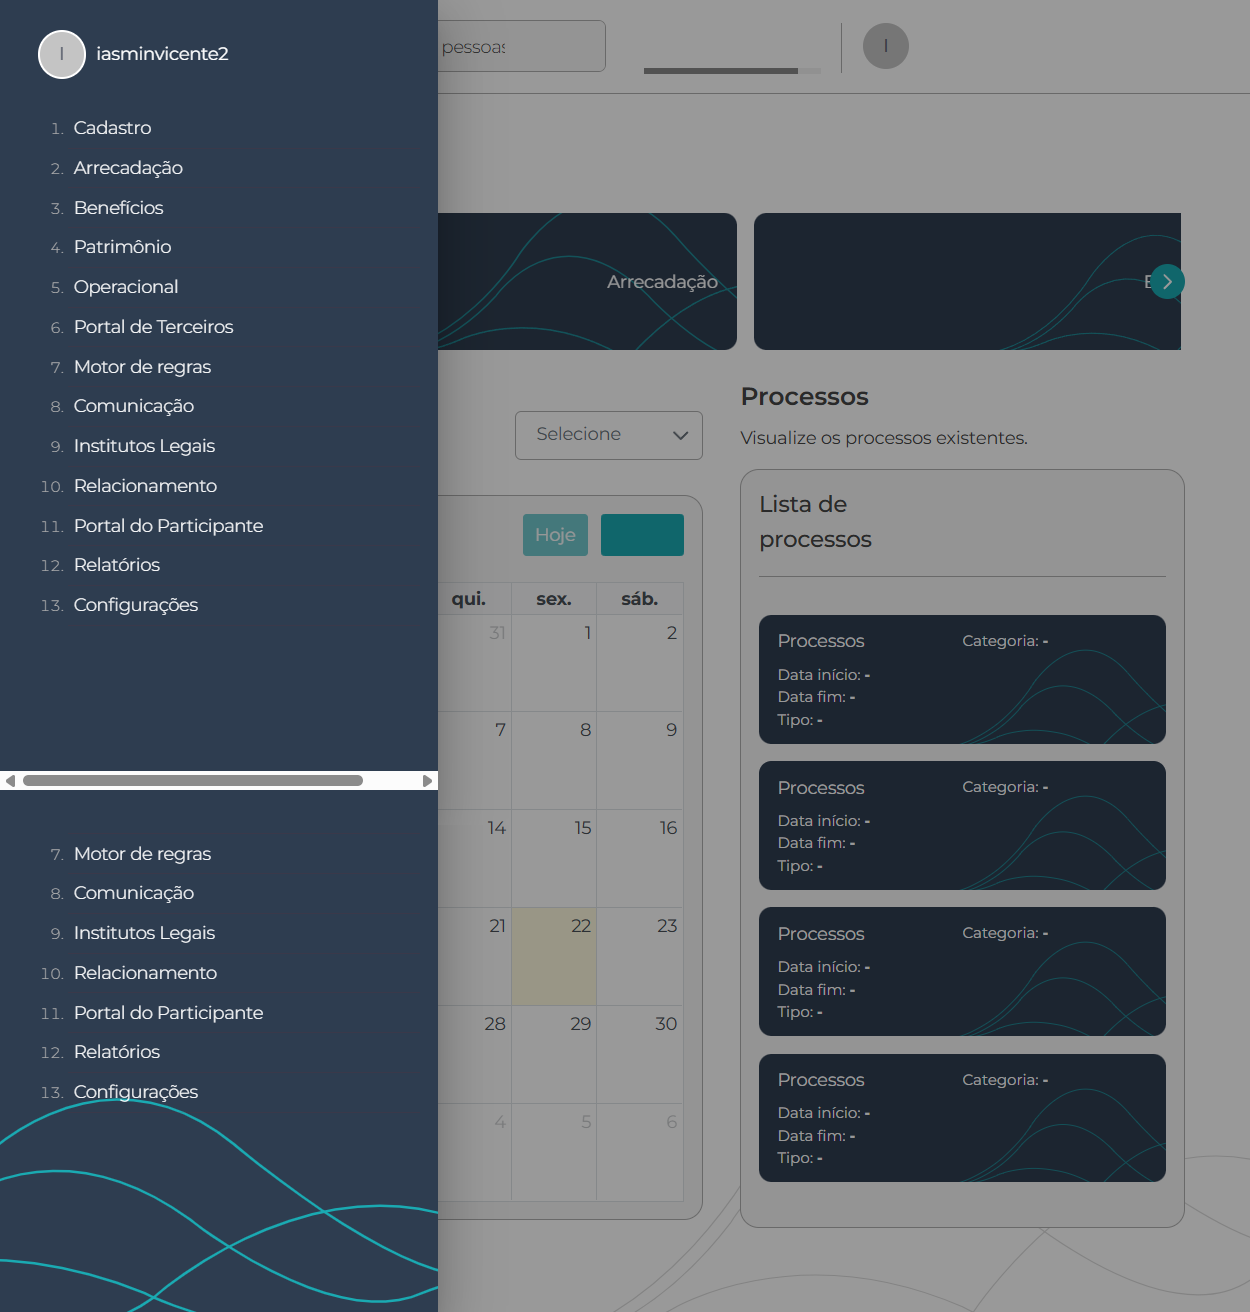 I
iasminvicente2
1. Cadastro
2. Arrecadação
3. Benefícios
4. Patrimônio
5. Operacional
6. Portal de Terceiros
7. Motor de regras
8. Comunicação
9. Institutos Legais
10. Relacionamento
11. Portal do Participante
12. Relatórios
13. Configurações
7. Motor de regras
8. Comunicação
9. Institutos Legais
10. Relacionamento
11. Portal do Participante
12. Relatórios
13. Configurações
pessoas
I
Arrecadação
Selecione
Hoje
qui. sex. sáb.
31 1 2
7 8 9
14 15 16
21 22 23
28 29 30
4 5 6
Processos
Visualize os processos existentes.
Lista de
processos
Processos Categoria: -
Data início: -
Data fim: -
Tipo: -
Processos Categoria: -
Data início: -
Data fim: -
Tipo: -
Processos Categoria: -
Data início: -
Data fim: -
Tipo: -
Processos Categoria: -
Data início: -
Data fim: -
Tipo: -